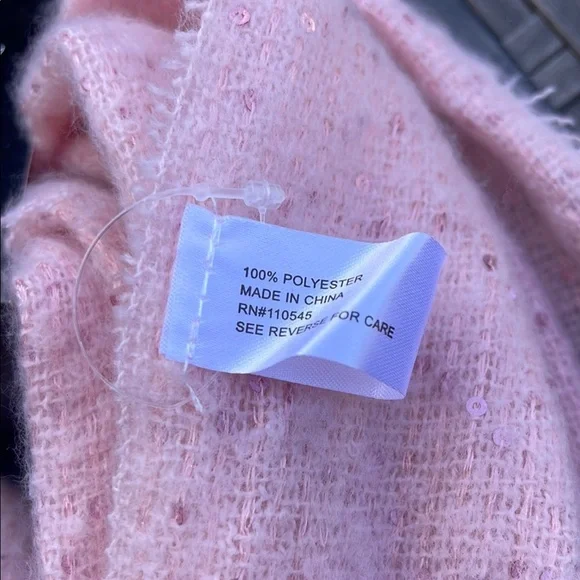 100% POLYESTER
MADE IN CHINA
RN#110545
SEE REVERSE FOR CARE